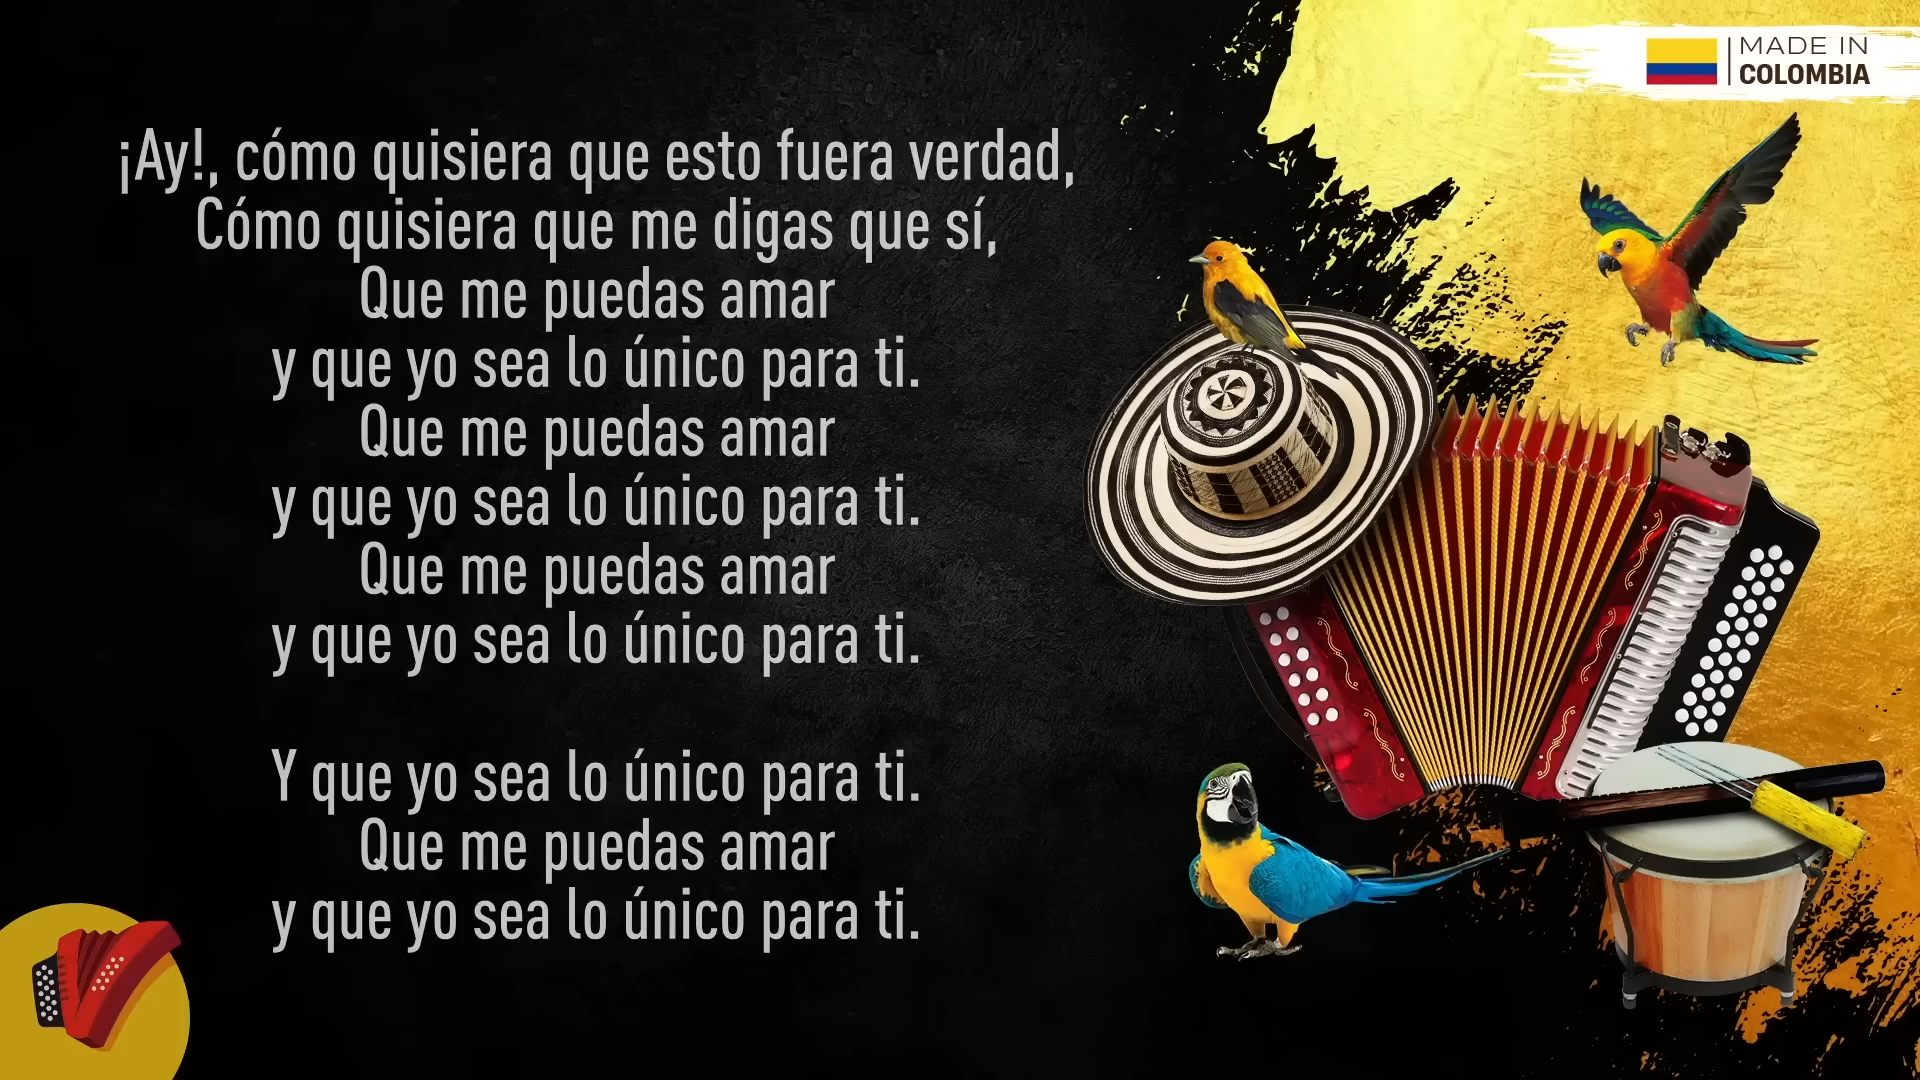 MADE IN
COLOMBIA
¡Ay!, cómo quisiera que esto fuera verdad,
Cómo quisiera que me digas que sí,
Que me puedas amar
y que yo sea lo único para ti.
Que me puedas amar
y que yo sea lo único para ti.
Que me puedas amar
y que yo sea lo único para ti.
Y que yo sea lo único para ti.
Que me puedas amar
y que yo sea lo único para ti.